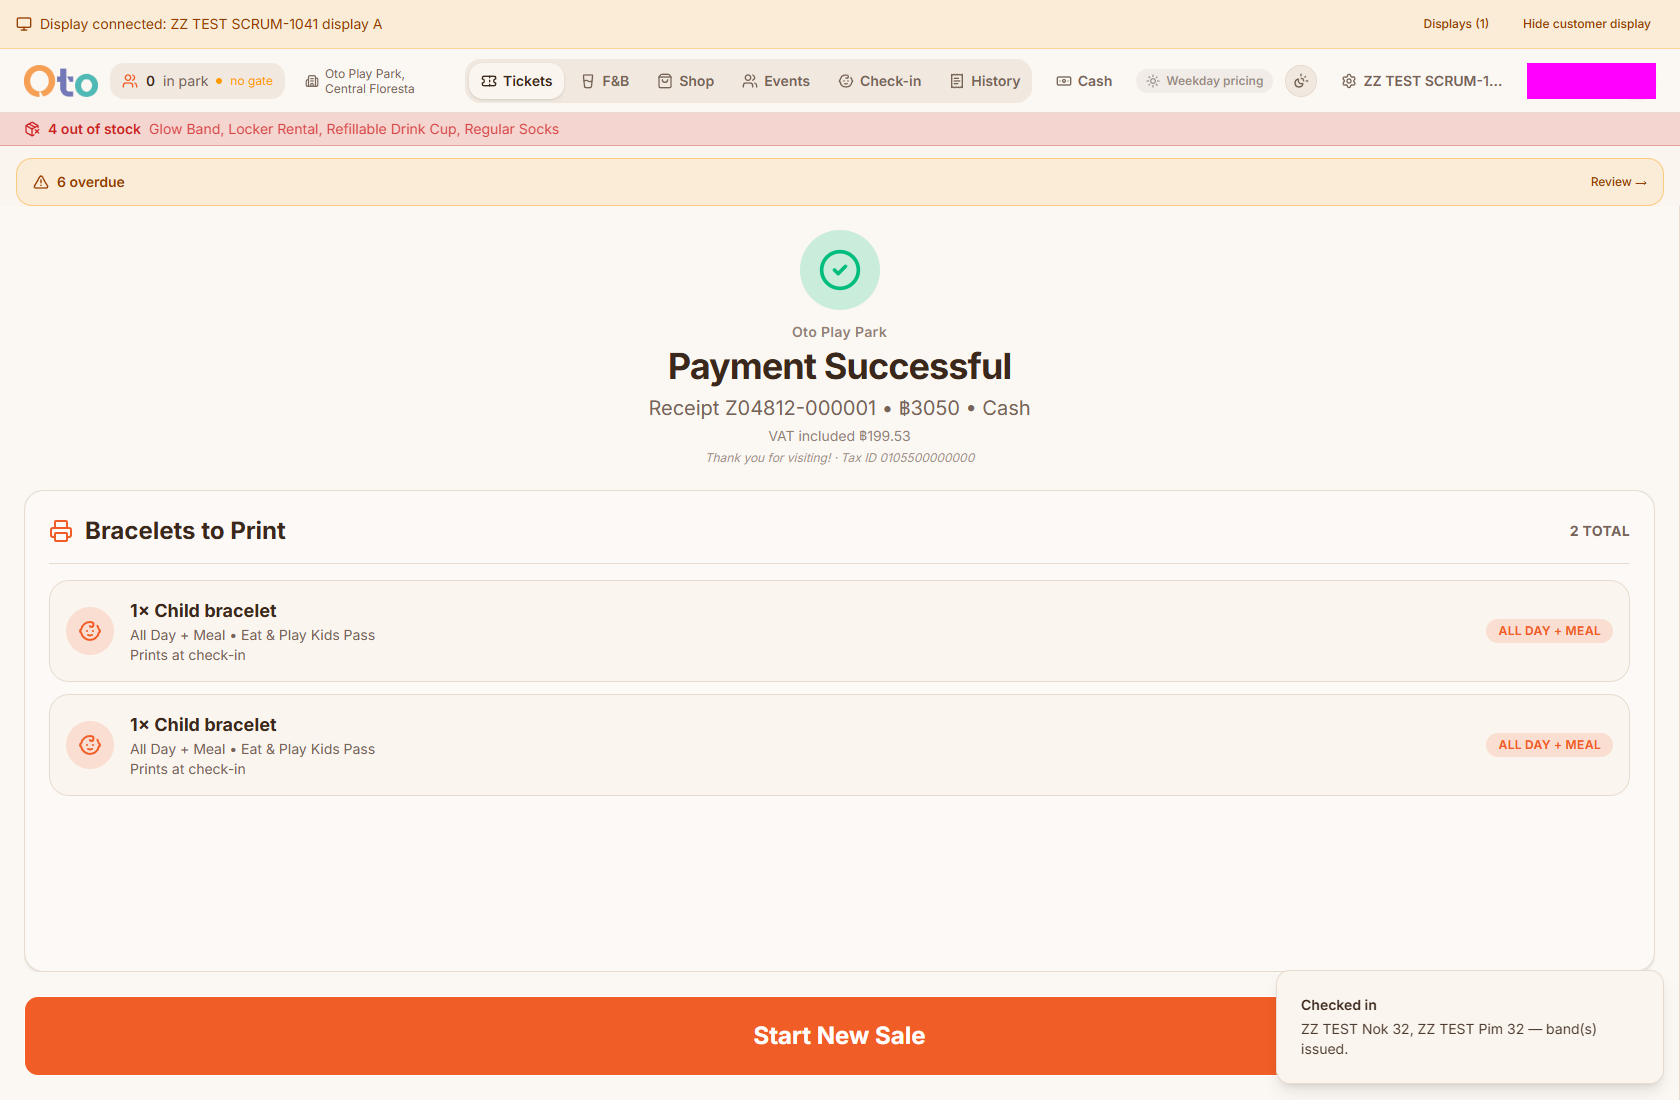 Display connected: ZZ TEST SCRUM-1041 display A
Displays (1)
Hide customer display
Oto
0 in park • no gate
Oto Play Park,
Central Floresta
Tickets
F&B
Shop
Events
Check-in
History
Cash
Weekday pricing
ZZ TEST SCRUM-1...
4 out of stock Glow Band, Locker Rental, Refillable Drink Cup, Regular Socks
6 overdue
Review →
Oto Play Park
Payment Successful
Receipt Z04812-000001 • ฿3050 • Cash
VAT included ฿199.53
Thank you for visiting! · Tax ID 0105500000000
Bracelets to Print
2 TOTAL
1× Child bracelet
All Day + Meal • Eat & Play Kids Pass
Prints at check-in
ALL DAY + MEAL
1× Child bracelet
All Day + Meal • Eat & Play Kids Pass
Prints at check-in
ALL DAY + MEAL
Start New Sale
Checked in
ZZ TEST Nok 32, ZZ TEST Pim 32 — band(s)
issued.